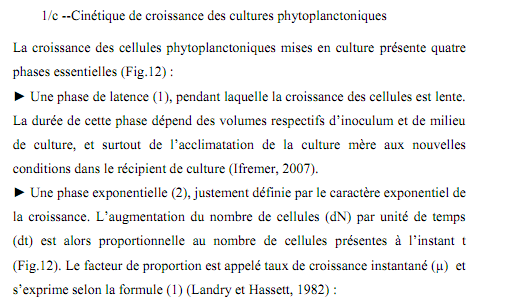 1/c --Cinétique de croissance des cultures phytoplanctoniques
La croissance des cellules phytoplanctoniques mises en culture présente quatre
phases essentielles (Fig.12) :
► Une phase de latence (1), pendant laquelle la croissance des cellules est lente.
La durée de cette phase dépend des volumes respectifs d’inoculum et de milieu
de culture, et surtout de l’acclimatation de la culture mère aux nouvelles
conditions dans le récipient de culture (Ifremer, 2007).
► Une phase exponentielle (2), justement définie par le caractère exponentiel de
la croissance. L’augmentation du nombre de cellules (dN) par unité de temps
(dt) est alors proportionnelle au nombre de cellules présentes à l’instant t
(Fig.12). Le facteur de proportion est appelé taux de croissance instantané (µ) et
s’exprime selon la formule (1) (Landry et Hassett, 1982) :